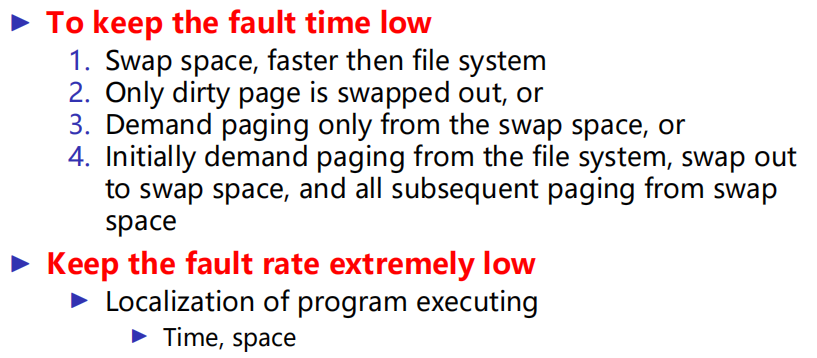 To keep the fault time low
1. Swap space, faster then file system
2. Only dirty page is swapped out, or
3. Demand paging only from the swap space, or
4. Initially demand paging from the file system, swap out
to swap space, and all subsequent paging from swap
space
Keep the fault rate extremely low
Localization of program executing
Time, space